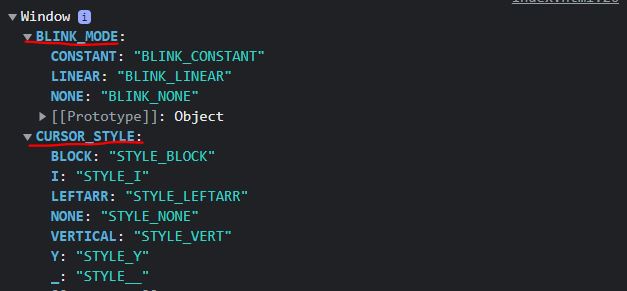 Window i
BLINK_MODE:
CONSTANT: "BLINK_CONSTANT"
LINEAR: "BLINK_LINEAR"
NONE: "BLINK_NONE"
[[Prototype]]: Object
CURSOR_STYLE:
BLOCK: "STYLE_BLOCK"
I: "STYLE_I"
LEFTARR: "STYLE_LEFTARR"
NONE: "STYLE_NONE"
VERTICAL: "STYLE_VERT"
Y: "STYLE_Y"
_: "STYLE__"